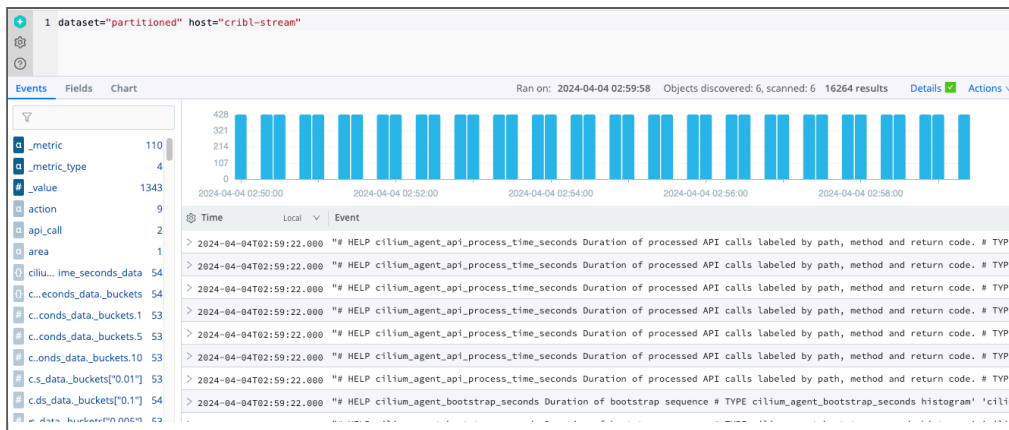 1 dataset="partitioned" host="cribl-stream"
Events Fields Chart
Ran on: 2024-04-04 02:59:58 Objects discovered: 6, scanned: 6 16264 results Details Actions
428
321
214
107
0
2024-04-04 02:50:00 2024-04-04 02:52:00 2024-04-04 02:54:00 2024-04-04 02:56:00 2024-04-04 02:58:00
α _metric 110
α _metric_type 4
# _value 1343
α action 9
α api_call 2
α area 1
{} ciliu... ime_seconds_data 54
{} c...econds_data._buckets 54
# c..conds_data._buckets.1 53
# c..conds_data._buckets.5 53
# c..onds_data._buckets.10 53
# c.s_data._buckets["0.01"] 53
# c.ds_data._buckets["0.1"] 54
Time Local Event
> 2024-04-04T02:59:22.000 "# HELP cilium_agent_api_process_time_seconds Duration of processed API calls labeled by path, method and return code. # TYP
> 2024-04-04T02:59:22.000 "# HELP cilium_agent_api_process_time_seconds Duration of processed API calls labeled by path, method and return code. # TYP
> 2024-04-04T02:59:22.000 "# HELP cilium_agent_api_process_time_seconds Duration of processed API calls labeled by path, method and return code. # TYP
> 2024-04-04T02:59:22.000 "# HELP cilium_agent_api_process_time_seconds Duration of processed API calls labeled by path, method and return code. # TYP
> 2024-04-04T02:59:22.000 "# HELP cilium_agent_api_process_time_seconds Duration of processed API calls labeled by path, method and return code. # TYP
> 2024-04-04T02:59:22.000 "# HELP cilium_agent_api_process_time_seconds Duration of processed API calls labeled by path, method and return code. # TYP
> 2024-04-04T02:59:22.000 "# HELP cilium_agent_api_process_time_seconds Duration of processed API calls labeled by path, method and return code. # TYP
> 2024-04-04T02:59:22.000 "# HELP cilium_agent_bootstrap_seconds Duration of bootstrap sequence # TYPE cilium_agent_bootstrap_seconds histogram' 'cili